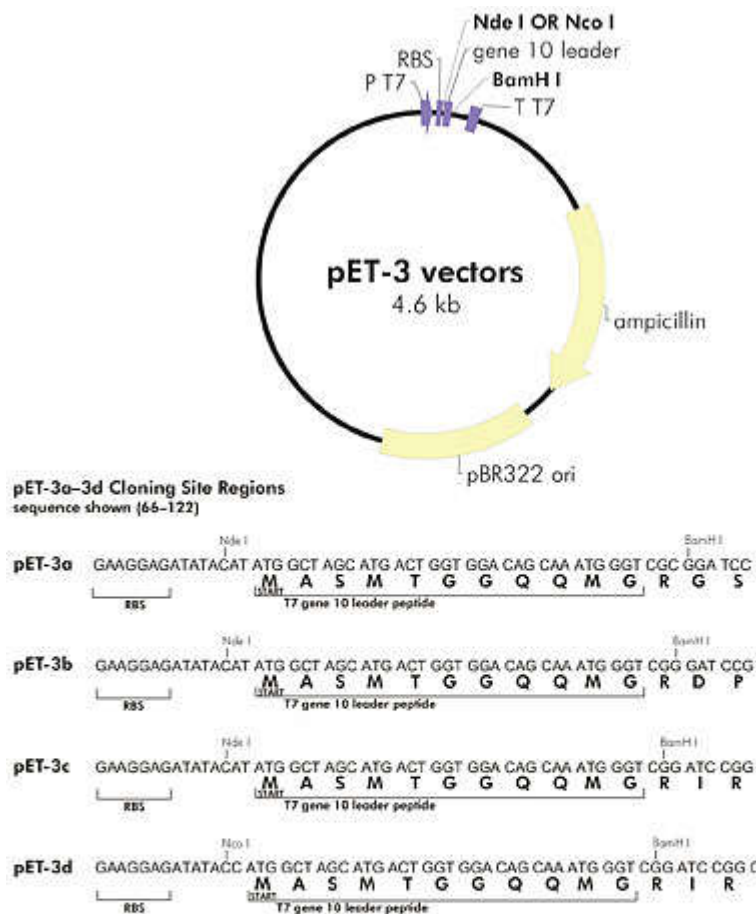 Nde I OR Nco I
gene 10 leader
RBS
BamH I
P T7
T T7
pET-3 vectors
4.6 kb
ampicillin
pBR322 ori
pET-3a–3d Cloning Site Regions
sequence shown (66–122)
Nde I BamH I
pET-3a GAAGGAGATATACAT ATG GCT AGC ATG ACT GGT GGA CAG CAA ATG GGT CGC GGA TCC
M A S M T G G Q Q M G R G S
START
RBS T7 gene 10 leader peptide
Nde I BamH I
pET-3b GAAGGAGATATACAT ATG GCT AGC ATG ACT GGT GGA CAG CAA ATG GGT CGG GAT CCG
M A S M T G G Q Q M G R D P
START
RBS T7 gene 10 leader peptide
Nde I BamH I
pET-3c GAAGGAGATATACAT ATG GCT AGC ATG ACT GGT GGA CAG CAA ATG GGT CGG ATC CGG
M A S M T G G Q Q M G R I R
START
RBS T7 gene 10 leader peptide
Nco I BamH I
pET-3d GAAGGAGATATACC ATG GCT AGC ATG ACT GGT GGA CAG CAA ATG GGT CGG ATC CGG C
M A S M T G G Q Q M G R I R
START
RBS T7 gene 10 leader peptide